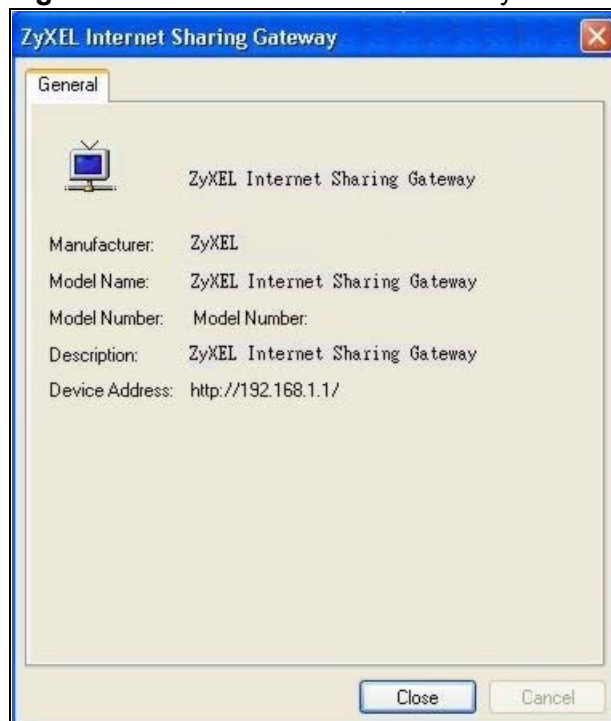 ZyXEL Internet Sharing Gateway
General
ZyXEL Internet Sharing Gateway
Manufacturer: ZyXEL
Model Name: ZyXEL Internet Sharing Gateway
Model Number: Model Number:
Description: ZyXEL Internet Sharing Gateway
Device Address: http://192.168.1.1/
Close Cancel